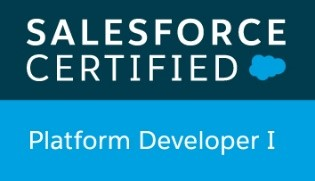 SALESFORCE
CERTIFIED
Platform Developer I